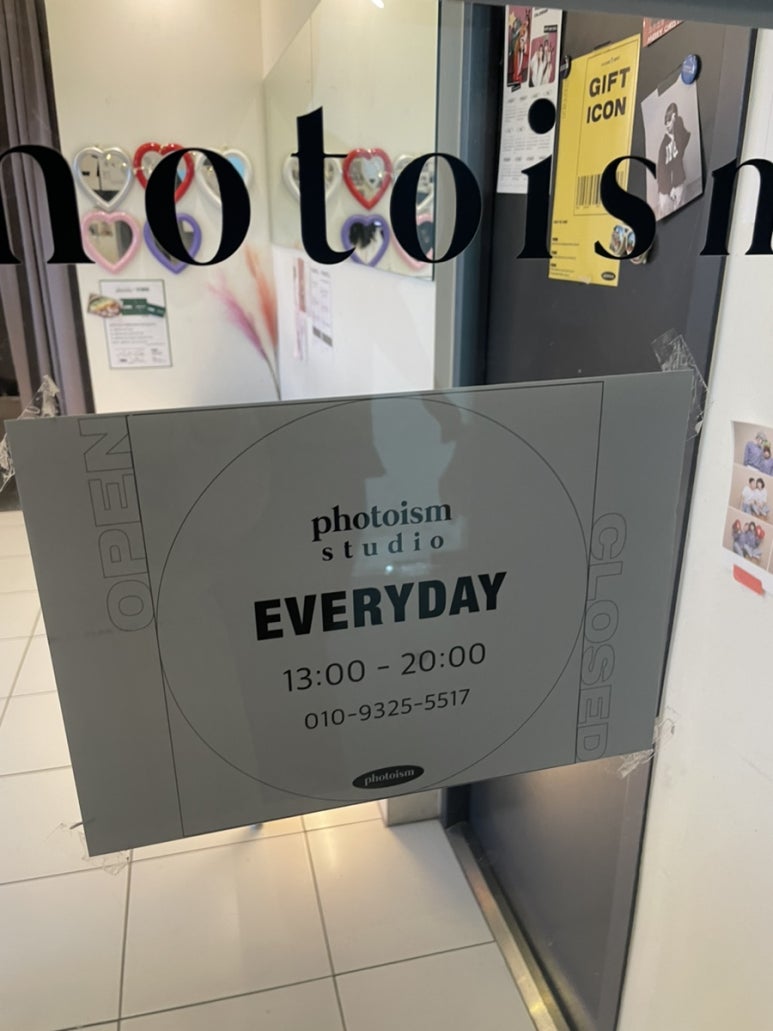 GIFT
ICON
hotoism
OPEN
photoism
studio
EVERYDAY
13:00 - 20:00
010-9325-5517
photoism
CLOSED